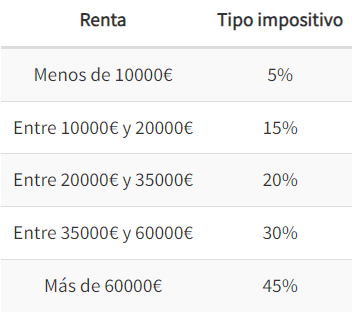 Renta Tipo impositivo
Menos de 10000€ 5%
Entre 10000€ y 20000€ 15%
Entre 20000€ y 35000€ 20%
Entre 35000€ y 60000€ 30%
Más de 60000€ 45%